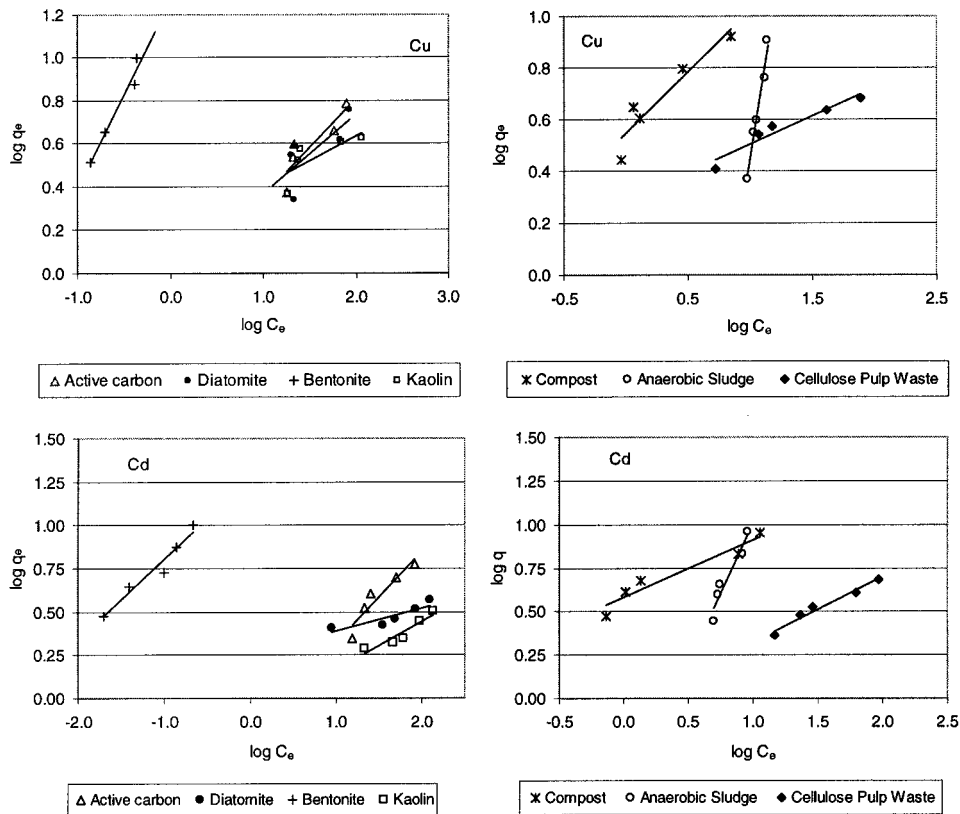 Cu
log qe
1.2
1.0
0.8
0.6
0.4
0.2
0.0
-1.0 0.0 1.0 2.0 3.0
log Ce
Active carbon Diatomite Bentonite Kaolin
Cu
log qe
1.0
0.8
0.6
0.4
0.2
0.0
-0.5 0.5 1.5 2.5
log Ce
Compost Anaerobic Sludge Cellulose Pulp Waste
Cd
log qe
1.50
1.25
1.00
0.75
0.50
0.25
0.00
-2.0 -1.0 0.0 1.0 2.0
log Ce
Active carbon Diatomite Bentonite Kaolin
Cd
log q
1.50
1.25
1.00
0.75
0.50
0.25
0.00
-0.5 0.0 0.5 1.0 1.5 2.0 2.5
log Ce
Compost Anaerobic Sludge Cellulose Pulp Waste